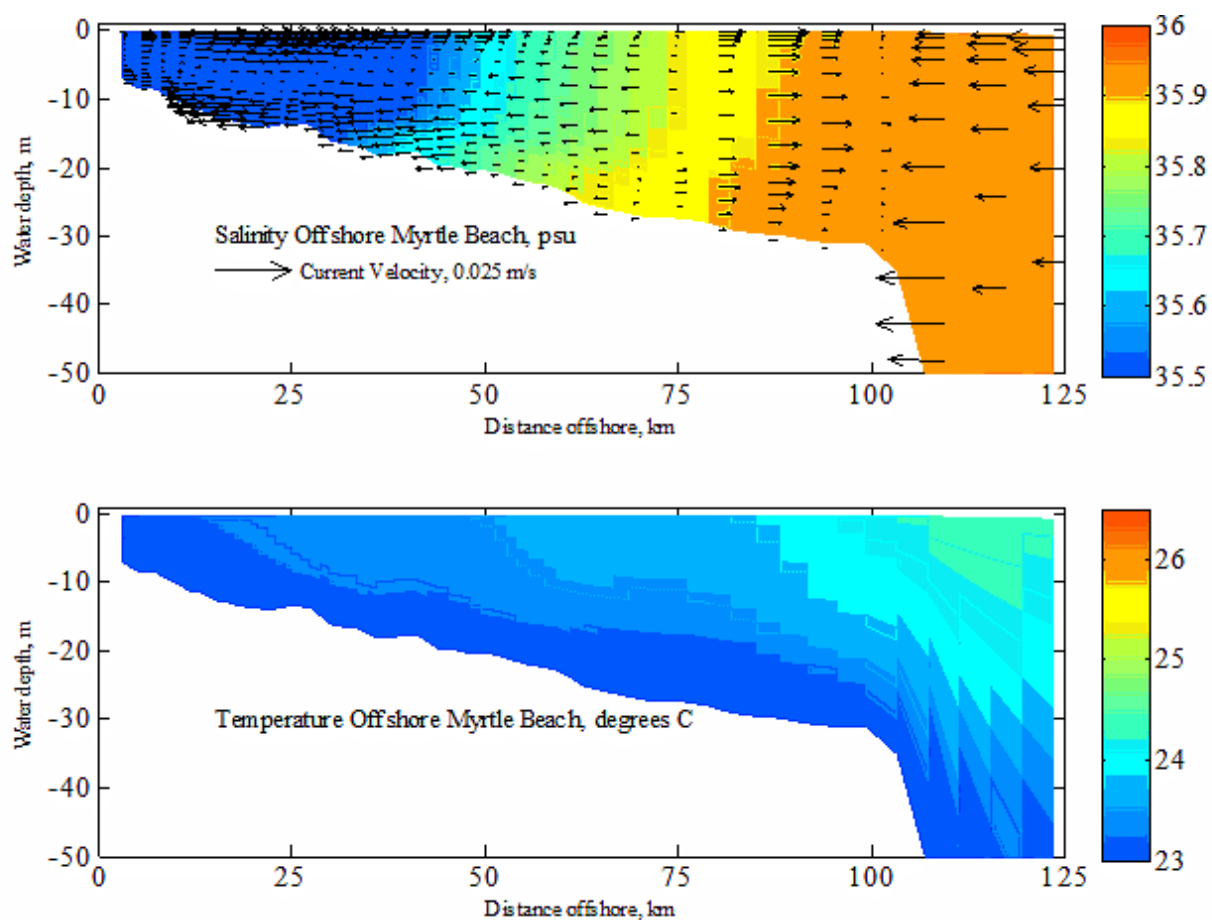 0
-10
-20
-30
-40
-50
Water depth, m
Salinity Offshore Myrtle Beach, psu
Current Velocity, 0.025 m/s
0 25 50 75 100 125
Distance offshore, km
36
35.9
35.8
35.7
35.6
35.5
0
-10
-20
-30
-40
-50
Water depth, m
Temperature Offshore Myrtle Beach, degrees C
0 25 50 75 100 125
Distance offshore, km
26
25
24
23